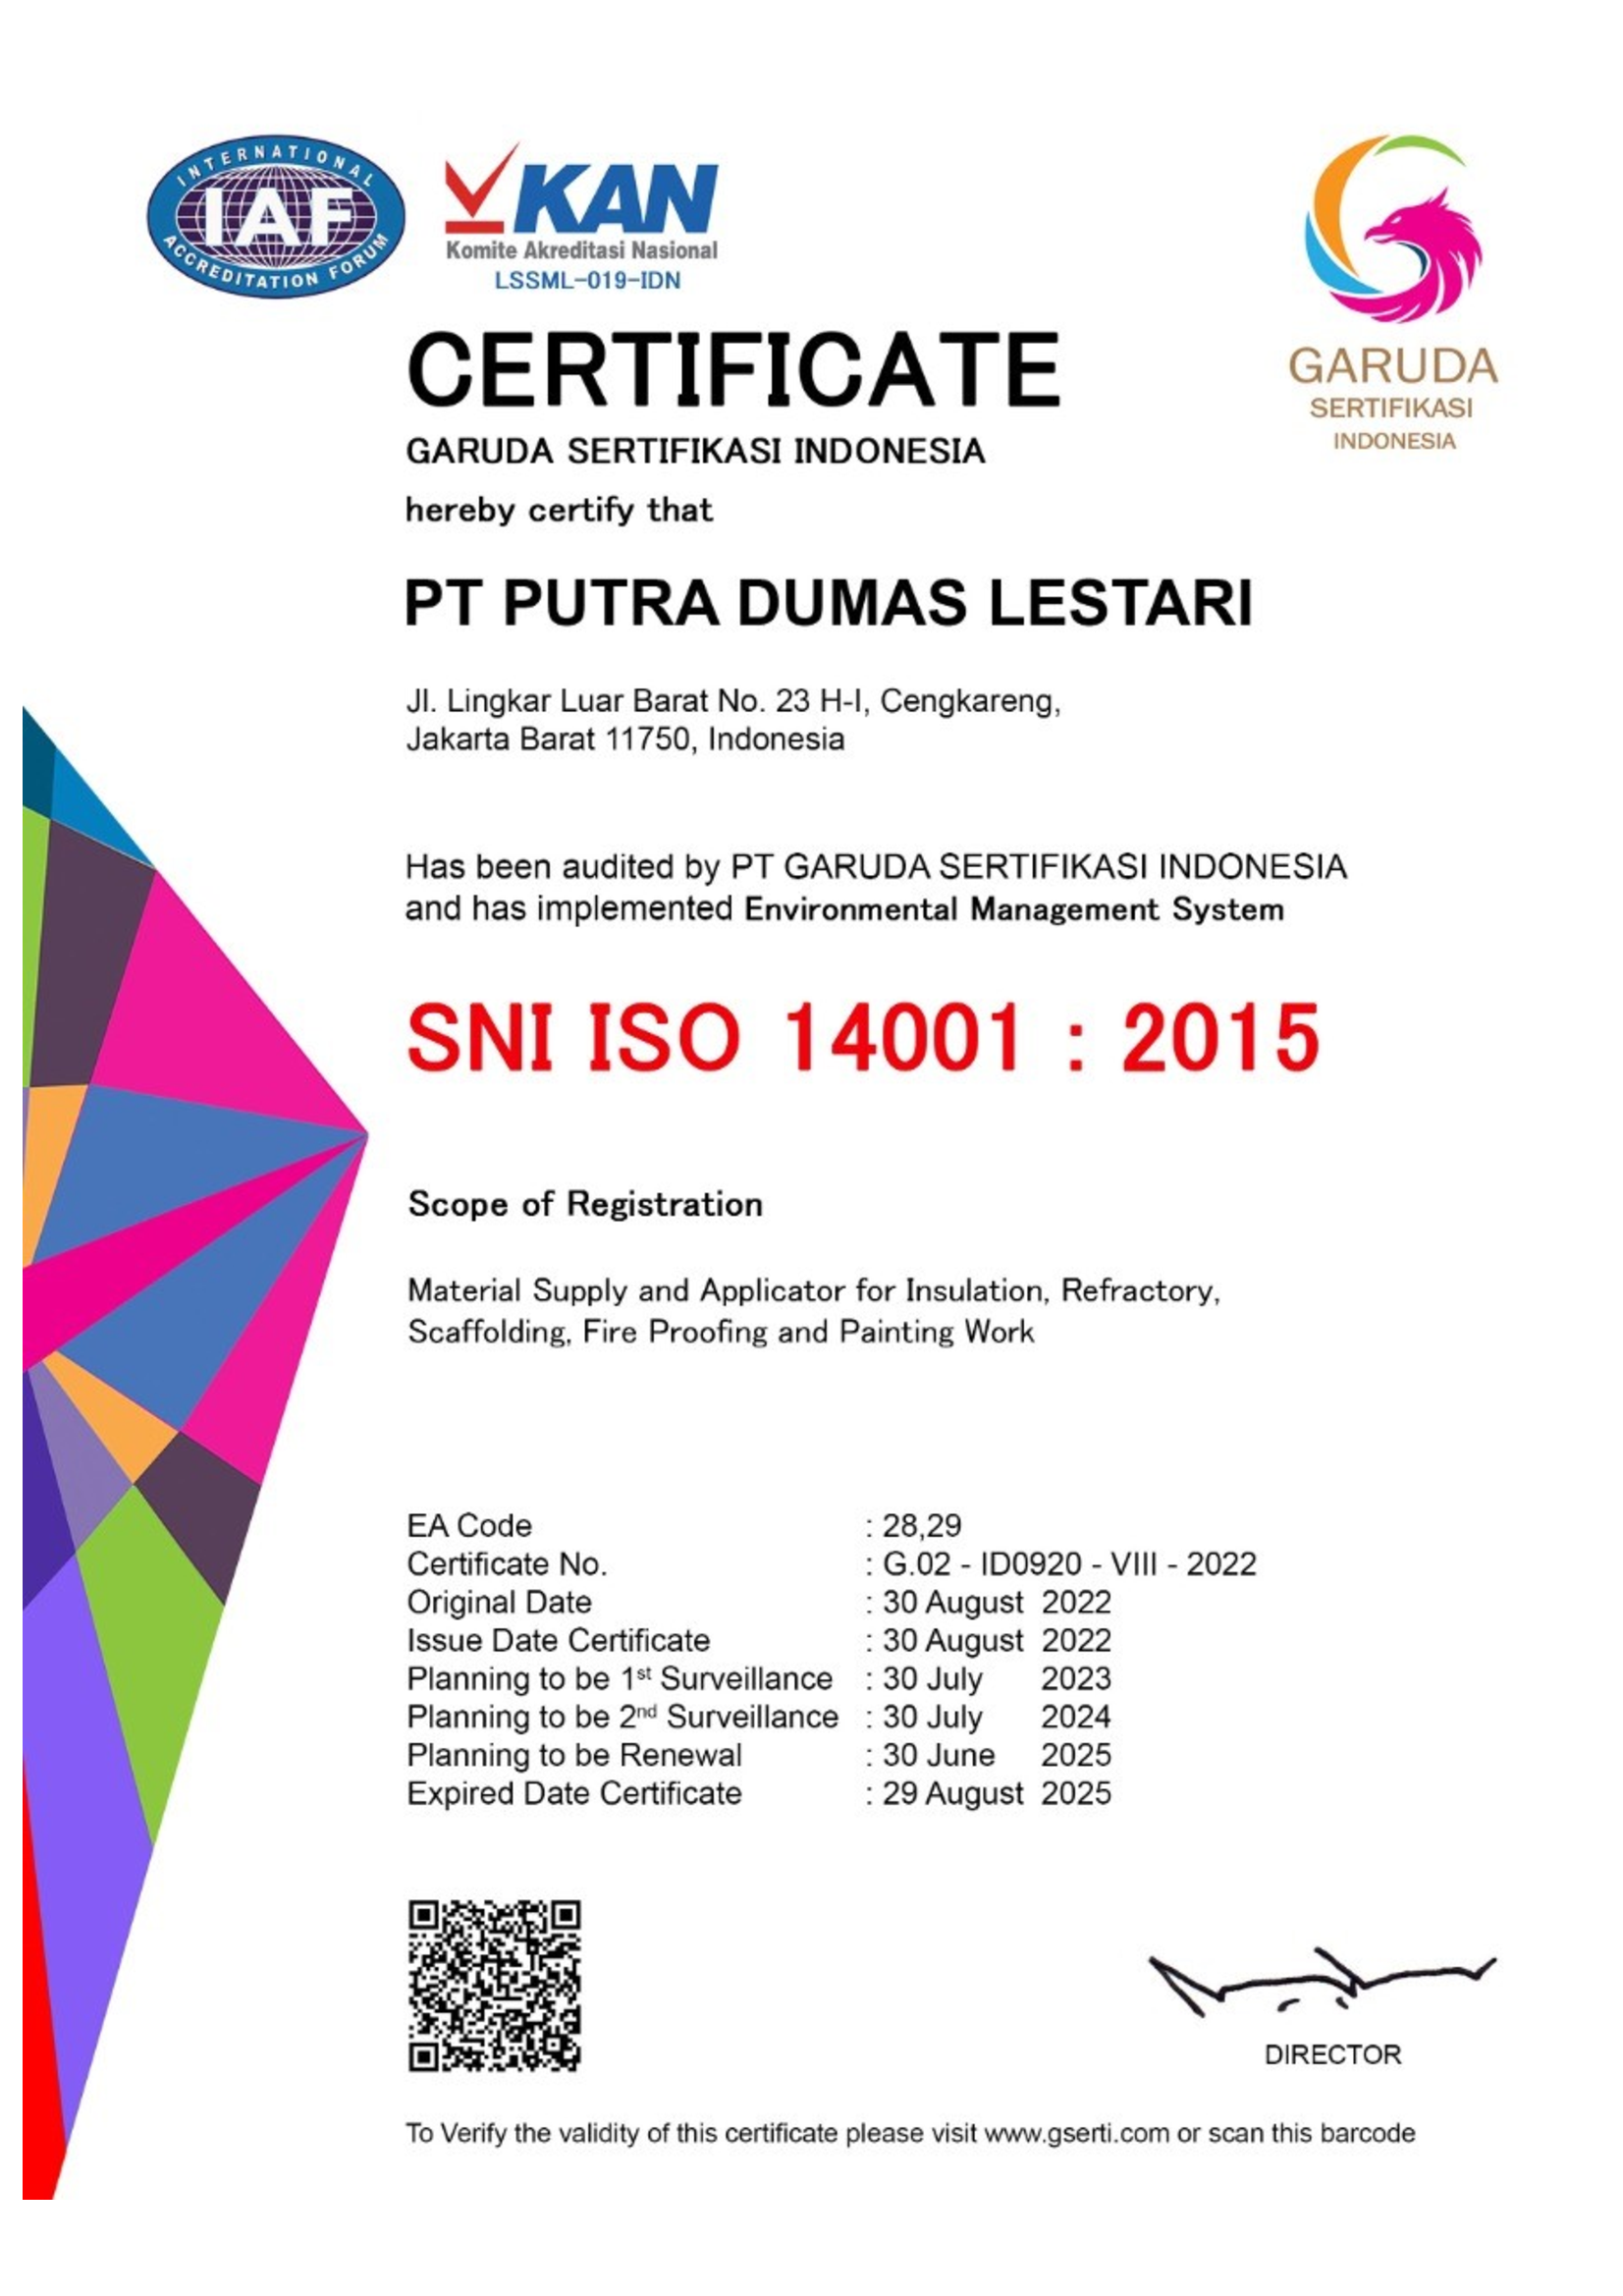 INTERNATIONAL
IAF
ACCREDITATION FORUM
KAN
Komite Akreditasi Nasional
LSSML-019-IDN
GARUDA
SERTIFIKASI
INDONESIA
CERTIFICATE
GARUDA SERTIFIKASI INDONESIA
hereby certify that
PT PUTRA DUMAS LESTARI
Jl. Lingkar Luar Barat No. 23 H-I, Cengkareng,
Jakarta Barat 11750, Indonesia
Has been audited by PT GARUDA SERTIFIKASI INDONESIA
and has implemented Environmental Management System
SNI ISO 14001 : 2015
Scope of Registration
Material Supply and Applicator for Insulation, Refractory,
Scaffolding, Fire Proofing and Painting Work
EA Code : 28,29
Certificate No. : G.02 - ID0920 - VIII - 2022
Original Date : 30 August 2022
Issue Date Certificate : 30 August 2022
Planning to be 1st Surveillance : 30 July 2023
Planning to be 2nd Surveillance : 30 July 2024
Planning to be Renewal : 30 June 2025
Expired Date Certificate : 29 August 2025
DIRECTOR
To Verify the validity of this certificate please visit www.gserti.com or scan this barcode